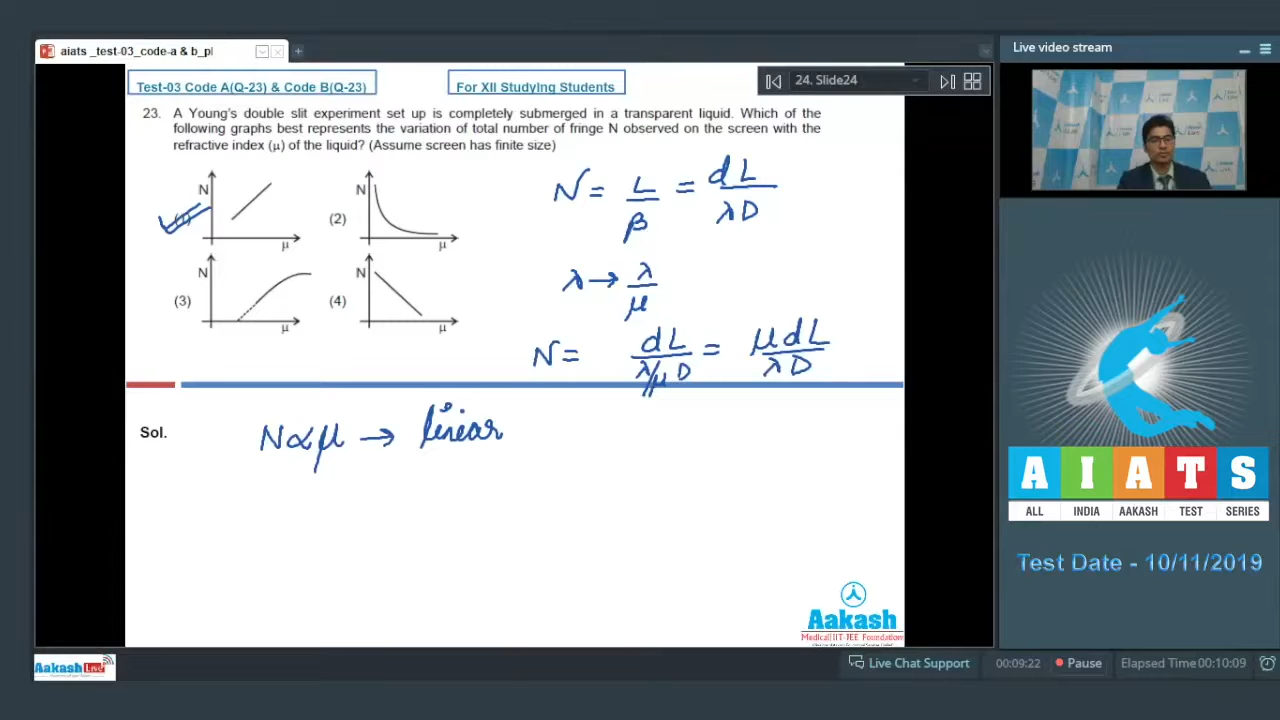 aiats _test-03_code-a & b_pl
Live video stream
Test-03 Code A(Q-23) & Code B(Q-23)
For XII Studying Students
24. Slide24
23. A Young's double slit experiment set up is completely submerged in a transparent liquid. Which of the
following graphs best represents the variation of total number of fringe N observed on the screen with the
refractive index (μ) of the liquid? (Assume screen has finite size)
N μ
(2) N μ
(3) N μ
(4) N μ
N = L/β = dL/λD
λ → λ/μ
N = dL/(λ/μ D) = μdL/λD
Sol.
N ∝ μ → linear
AIATS
ALL INDIA AAKASH TEST SERIES
Test Date - 10/11/2019
Aakash
Medical|IIT-JEE|Foundations
Aakash Live
Live Chat Support
00:09:22
Pause
Elapsed Time 00:10:09